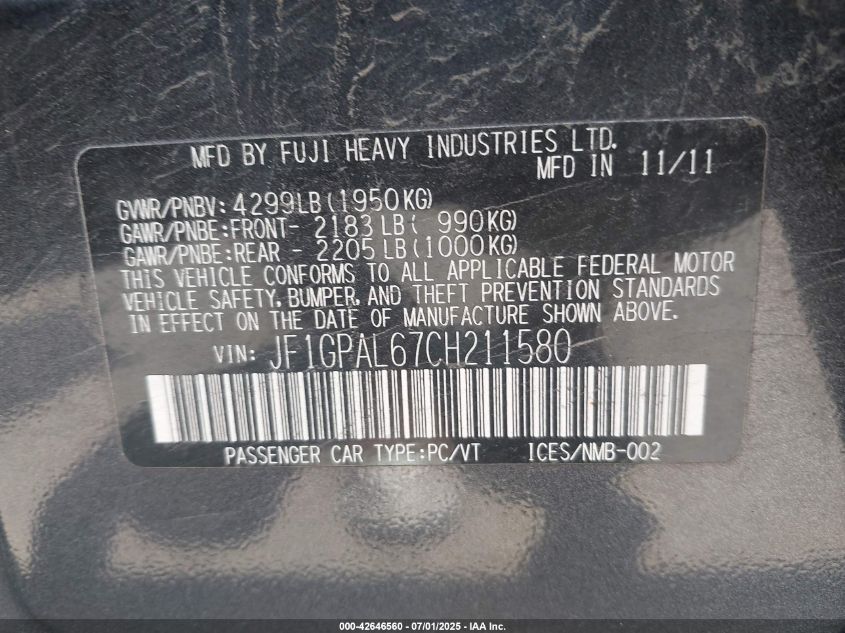 MFD BY FUJI HEAVY INDUSTRIES LTD.
MFD IN 11/11
GVWR/PNBV: 4299LB(1950KG)
GAWR/PNBE:FRONT- 2183LB( 990KG)
GAWR/PNBE:REAR - 2205LB(1000KG)
THIS VEHICLE CONFORMS TO ALL APPLICABLE FEDERAL MOTOR
VEHICLE SAFETY, BUMPER, AND THEFT PREVENTION STANDARDS
IN EFFECT ON THE DATE OF MANUFACTURE SHOWN ABOVE.
VIN: JF1GPAL67CH211580
PASSENGER CAR TYPE:PC/VT ICES/NMB-002
000-42646560 - 07/01/2025 - IAA Inc.